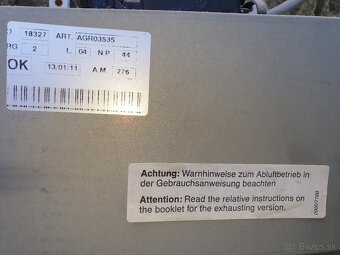 18327 ART. AGR03535
RG 2 L. 04 N.P 44
OK 13/01/11 A.M 276
Achtung: Warnhinweise zum Abluftbetrieb in
der Gebrauchsanweisung beachten
Attention: Read the relative instructions on
the booklet for the exhausting version.
© bazos.sk